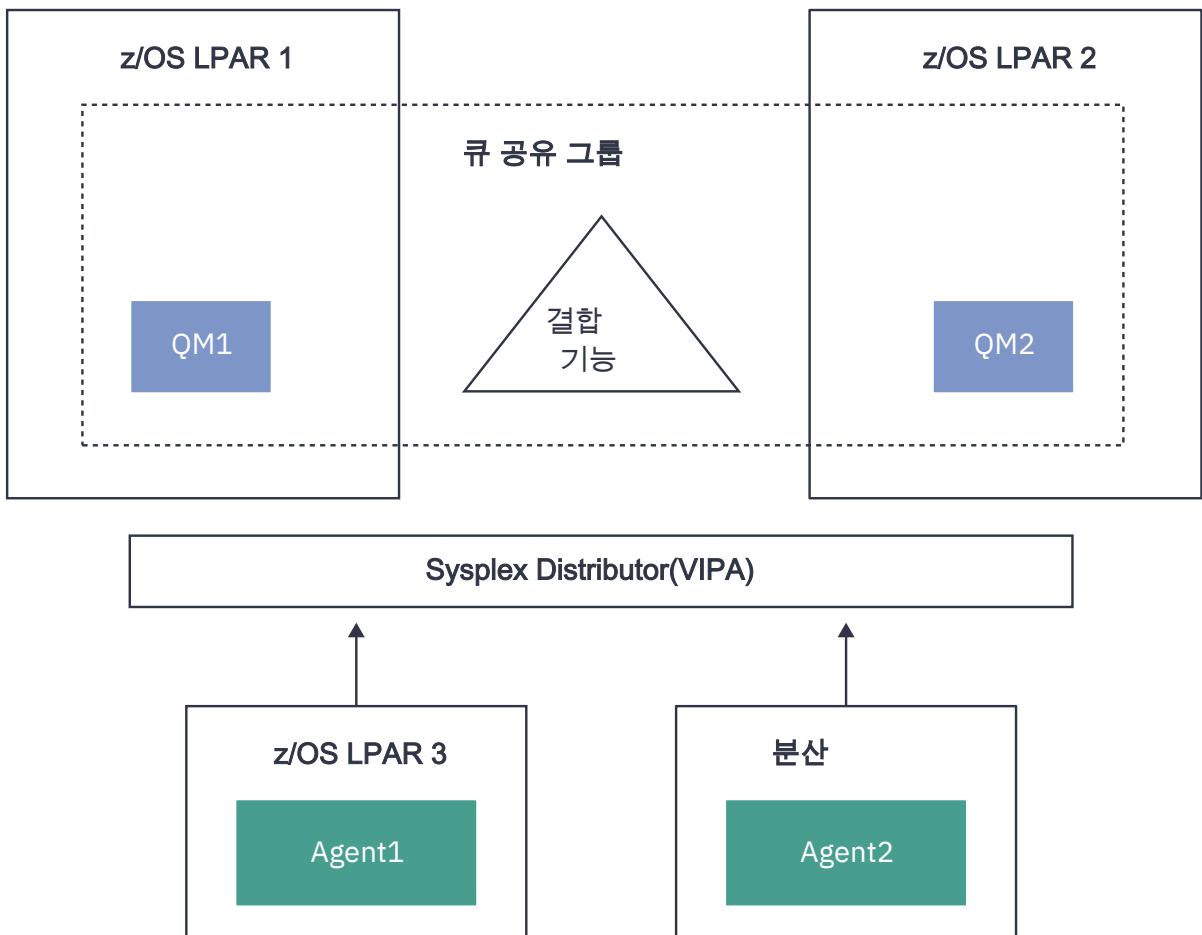 z/OS LPAR 1
z/OS LPAR 2
큐 공유 그룹
QM1
결합
기능
QM2
Sysplex Distributor(VIPA)
z/OS LPAR 3
분산
Agent1
Agent2